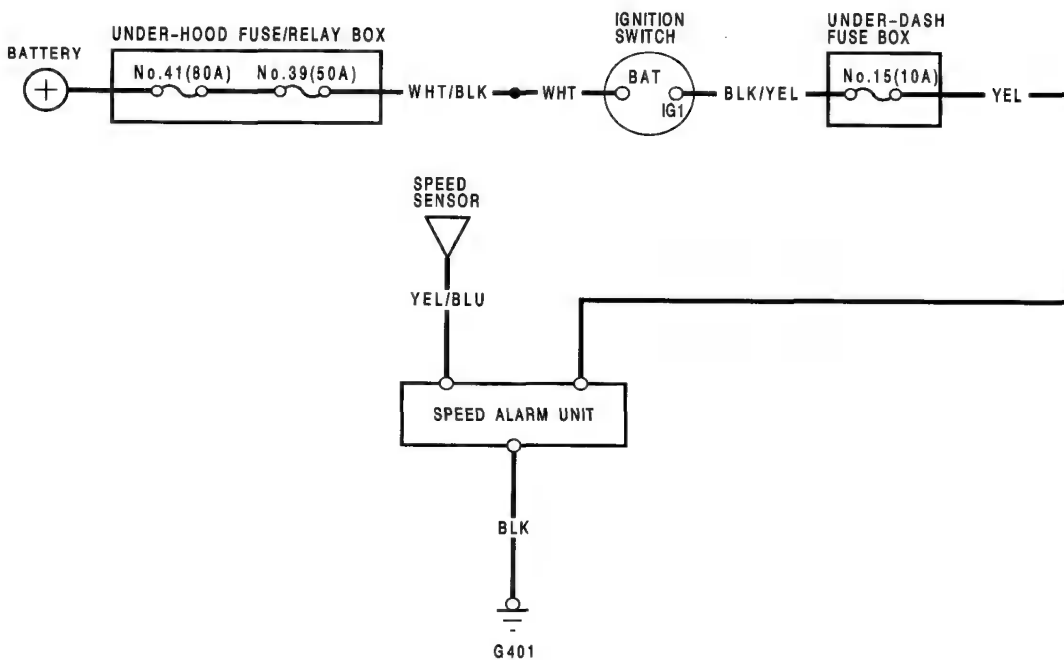 BATTERY
+
UNDER-HOOD FUSE/RELAY BOX
No.41(80A) No.39(50A)
WHT/BLK
WHT
IGNITION
SWITCH
BAT
IG1
BLK/YEL
UNDER-DASH
FUSE BOX
No.15(10A)
YEL
SPEED
SENSOR
YEL/BLU
SPEED ALARM UNIT
BLK
G401